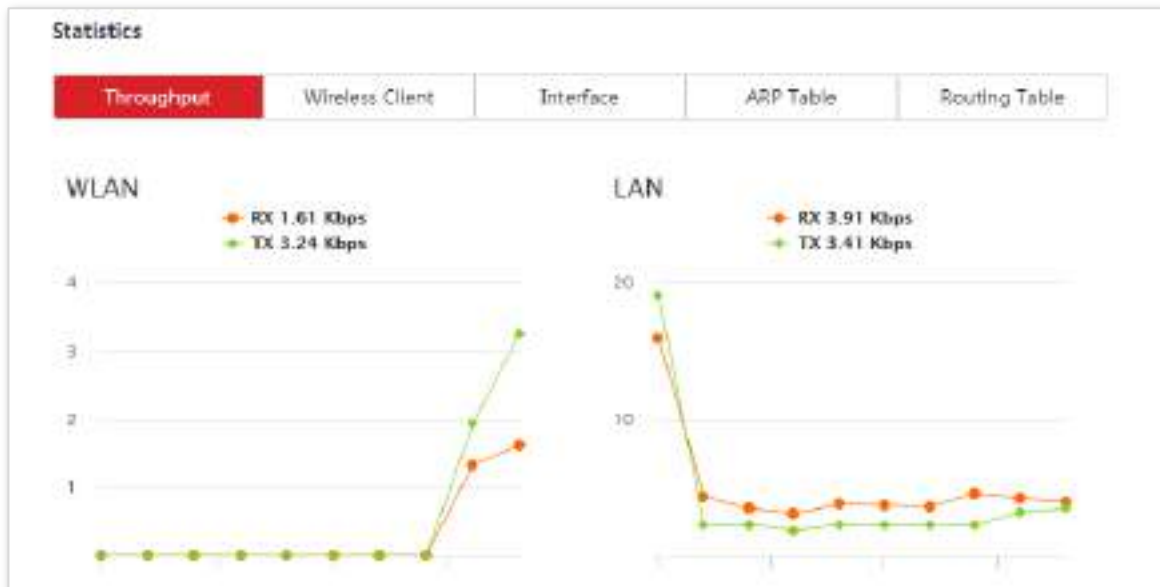 Statistics
Throughput Wireless Client Interface ARP Table Routing Table
WLAN
RX 1.61 Kbps
TX 3.24 Kbps
4
3
2
1
LAN
RX 3.91 Kbps
TX 3.41 Kbps
20
10